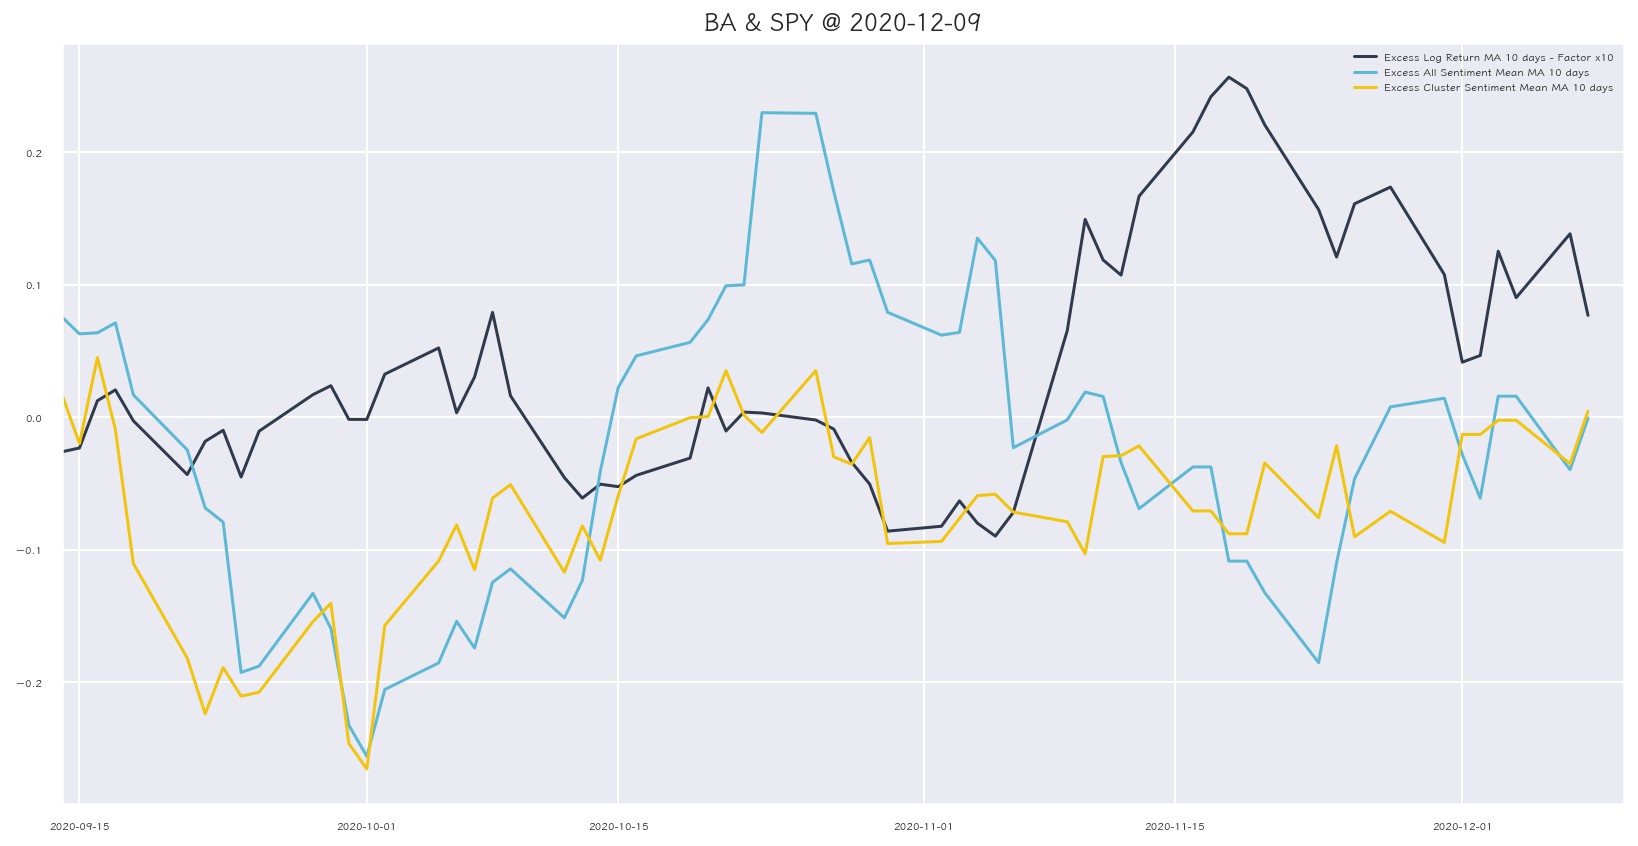 BA & SPY @ 2020-12-09
Excess Log Return MA 10 days - Factor x10
Excess All Sentiment Mean MA 10 days
Excess Cluster Sentiment Mean MA 10 days
0.2
0.1
0.0
−0.1
−0.2
2020-09-15 2020-10-01 2020-10-15 2020-11-01 2020-11-15 2020-12-01